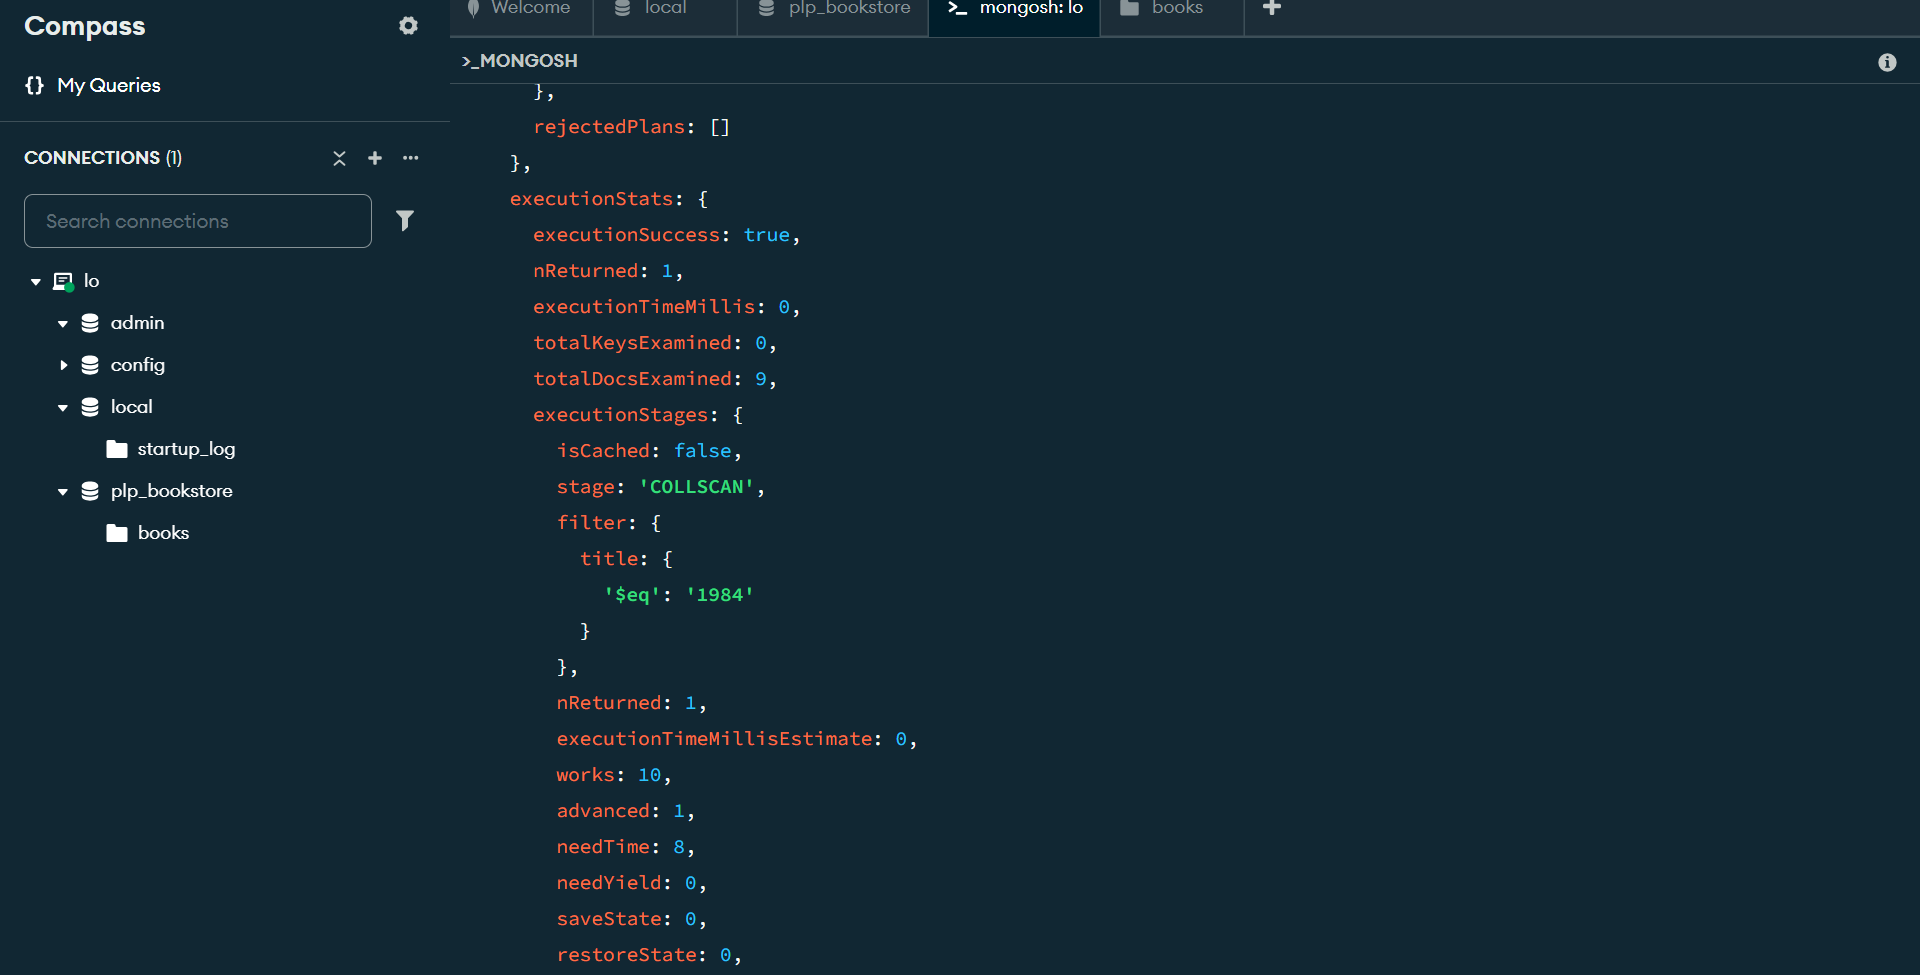 Compass
My Queries
CONNECTIONS (1)
Search connections
lo
admin
config
local
startup_log
plp_bookstore
books
Welcome
local
plp_bookstore
>_ mongosh: lo
books
>_MONGOSH
},
rejectedPlans: []
},
executionStats: {
executionSuccess: true,
nReturned: 1,
executionTimeMillis: 0,
totalKeysExamined: 0,
totalDocsExamined: 9,
executionStages: {
isCached: false,
stage: 'COLLSCAN',
filter: {
title: {
'$eq': '1984'
}
},
nReturned: 1,
executionTimeMillisEstimate: 0,
works: 10,
advanced: 1,
needTime: 8,
needYield: 0,
saveState: 0,
restoreState: 0,